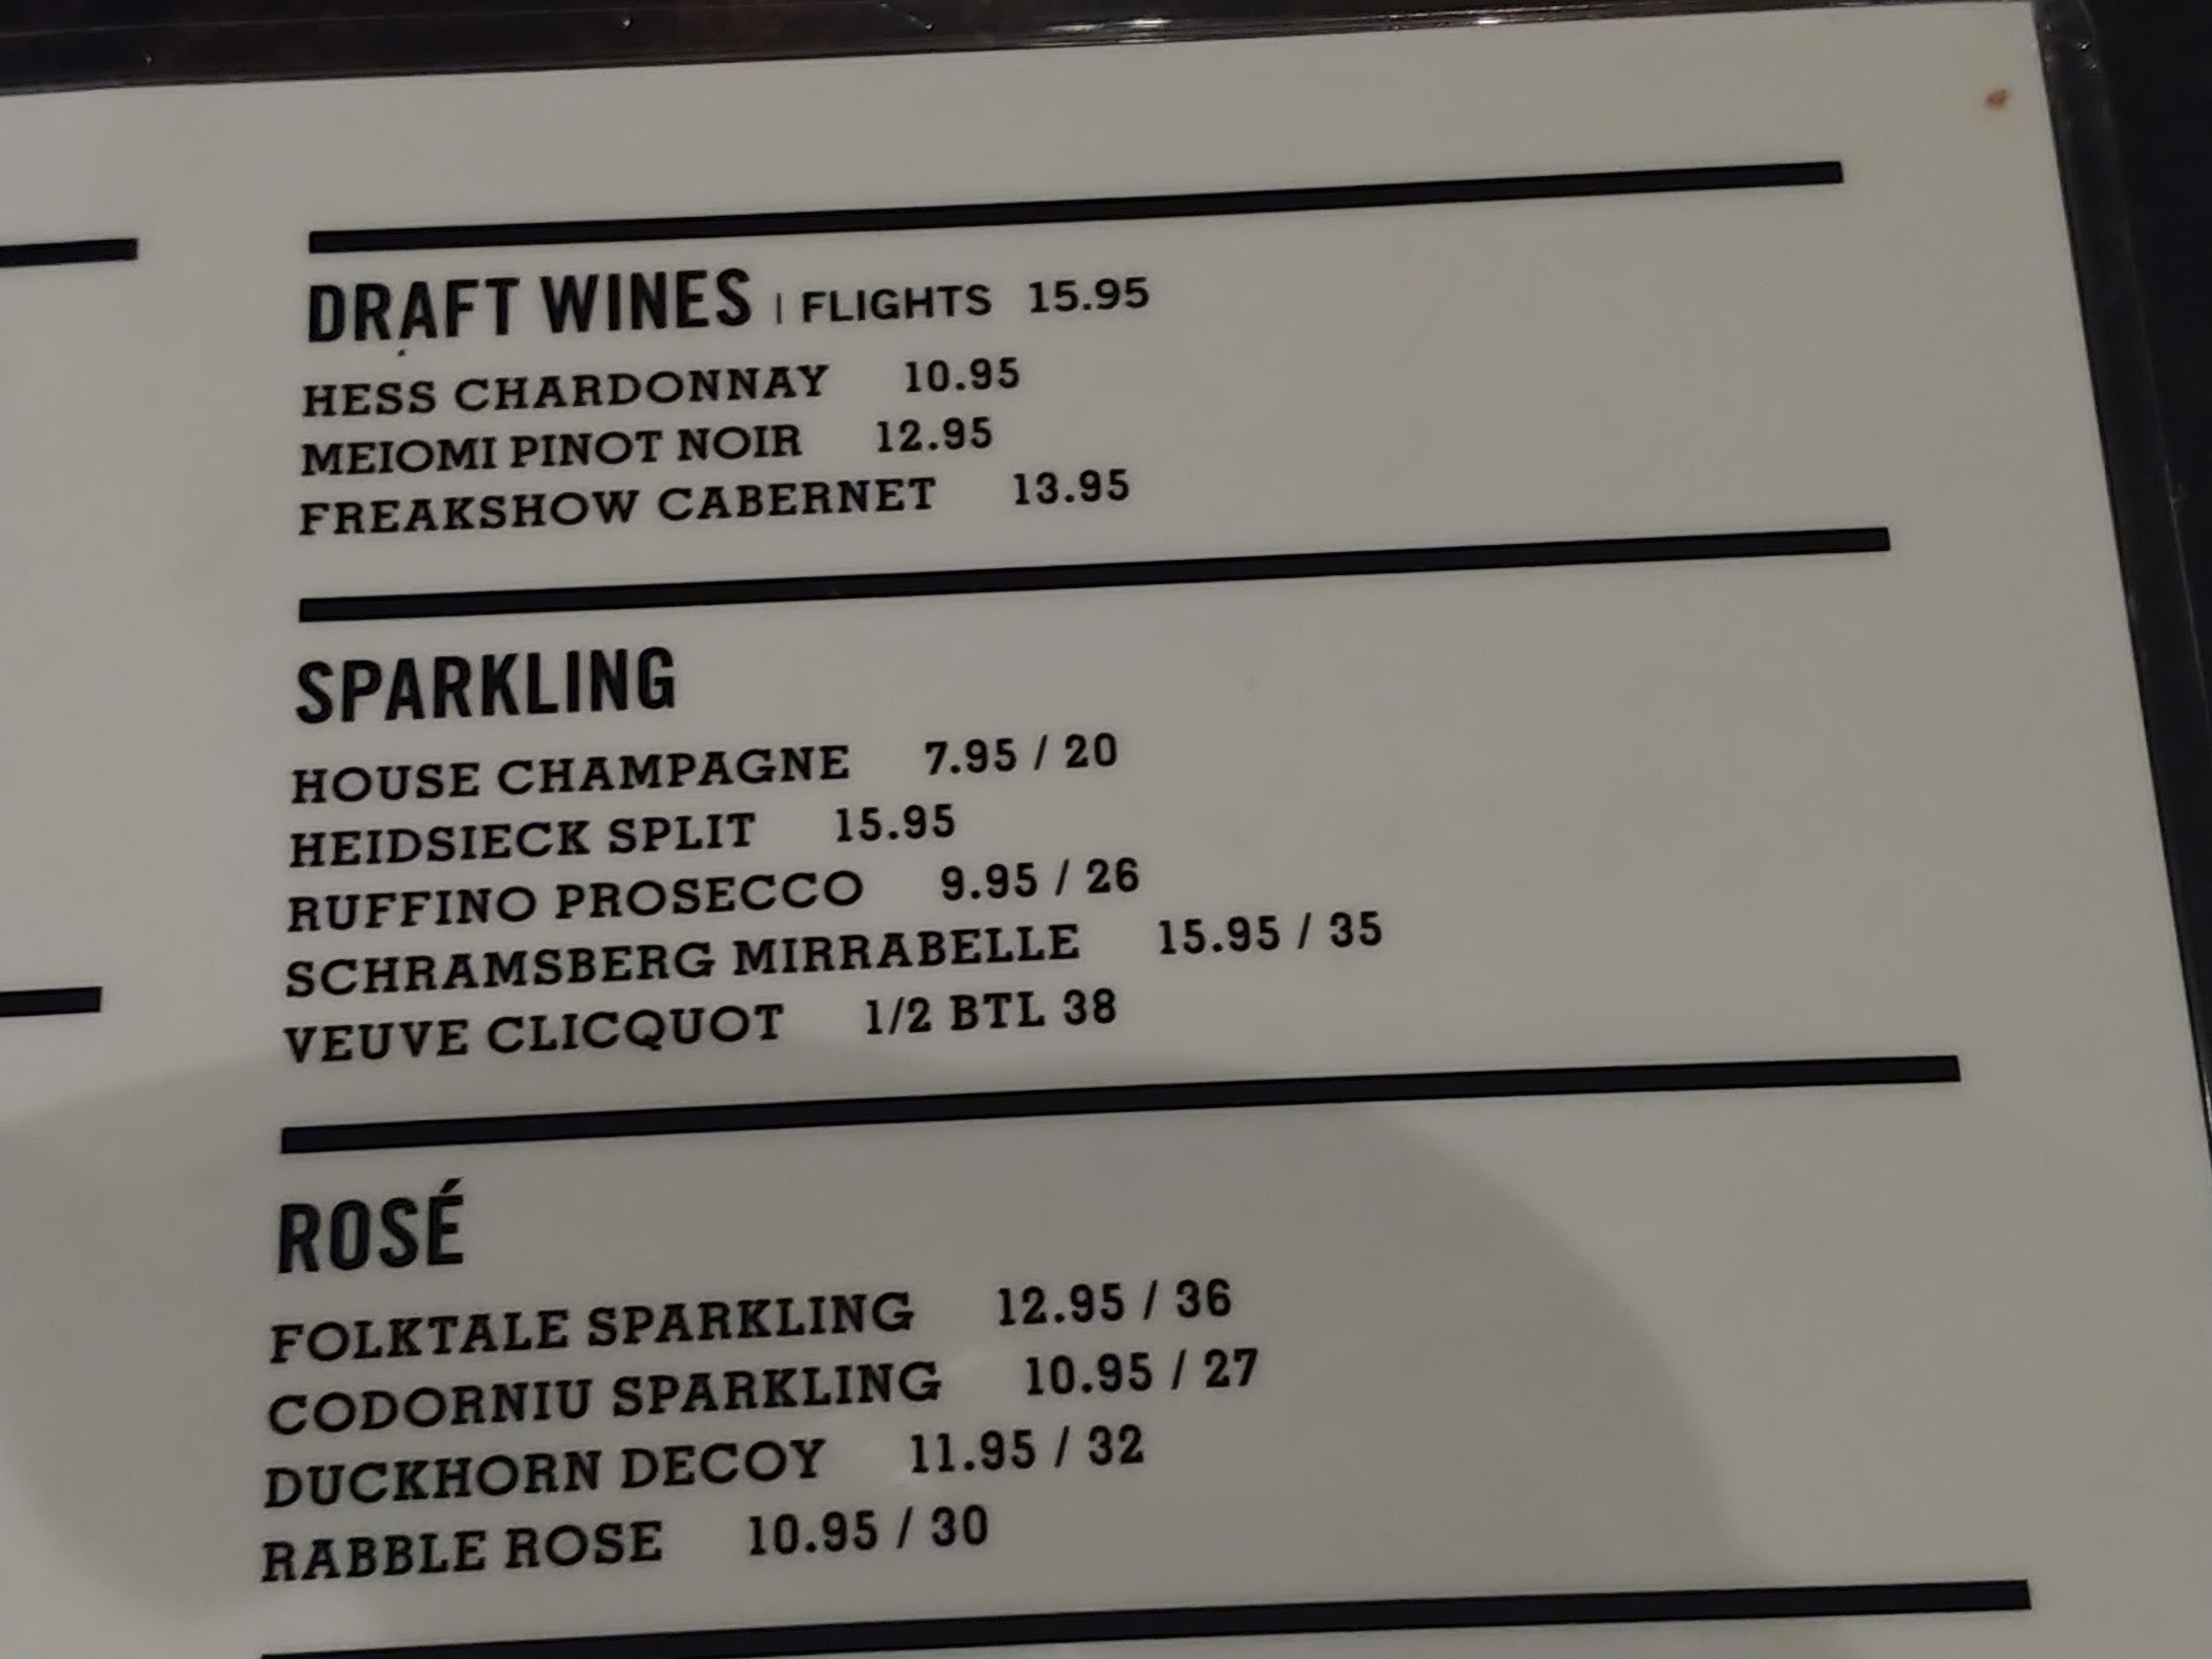 DRAFT WINES | FLIGHTS 15.95
HESS CHARDONNAY 10.95
MEIOMI PINOT NOIR 12.95
FREAKSHOW CABERNET 13.95
SPARKLING
HOUSE CHAMPAGNE 7.95 / 20
HEIDSIECK SPLIT 15.95
RUFFINO PROSECCO 9.95 / 26
SCHRAMSBERG MIRRABELLE 15.95 / 35
VEUVE CLICQUOT 1/2 BTL 38
ROSÉ
FOLKTALE SPARKLING 12.95 / 36
CODORNIU SPARKLING 10.95 / 27
DUCKHORN DECOY 11.95 / 32
RABBLE ROSE 10.95 / 30